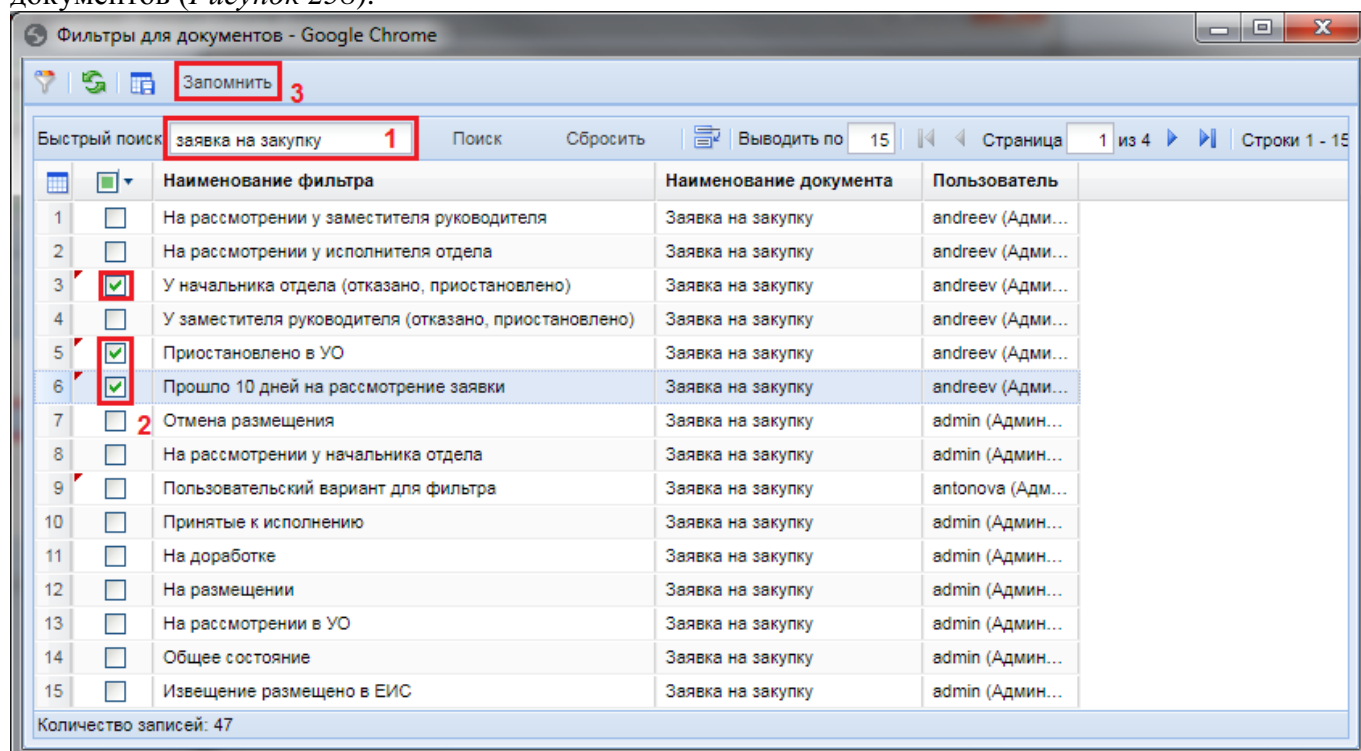 документов (Рисунок 298).
Фильтры для документов - Google Chrome
Запомнить 3
Быстрый поиск заявка на закупку 1 Поиск Сбросить Выводить по 15 Страница 1 из 4 Строки 1 - 15
Наименование фильтра Наименование документа Пользователь
1 На рассмотрении у заместителя руководителя Заявка на закупку andreev (Адми...
2 На рассмотрении у исполнителя отдела Заявка на закупку andreev (Адми...
3 У начальника отдела (отказано, приостановлено) Заявка на закупку andreev (Адми...
4 У заместителя руководителя (отказано, приостановлено) Заявка на закупку andreev (Адми...
5 Приостановлено в УО Заявка на закупку andreev (Адми...
6 Прошло 10 дней на рассмотрение заявки Заявка на закупку andreev (Адми...
7 2 Отмена размещения Заявка на закупку admin (Админ...
8 На рассмотрении у начальника отдела Заявка на закупку admin (Админ...
9 Пользовательский вариант для фильтра Заявка на закупку antonova (Адм...
10 Принятые к исполнению Заявка на закупку admin (Админ...
11 На доработке Заявка на закупку admin (Админ...
12 На размещении Заявка на закупку admin (Админ...
13 На рассмотрении в УО Заявка на закупку admin (Админ...
14 Общее состояние Заявка на закупку admin (Админ...
15 Извещение размещено в ЕИС Заявка на закупку admin (Админ...
Количество записей: 47